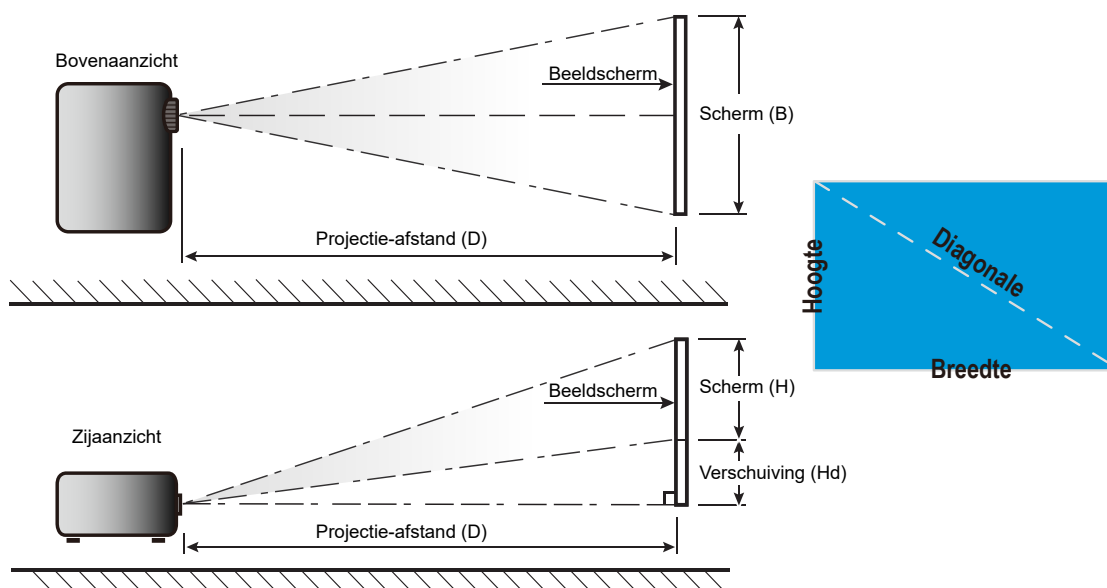 Bovenaanzicht
Beeldscherm
Scherm (B)
Projectie-afstand (D)
Hoogte
Diagonale
Breedte
Beeldscherm
Scherm (H)
Zijaanzicht
Verschuiving (Hd)
Projectie-afstand (D)